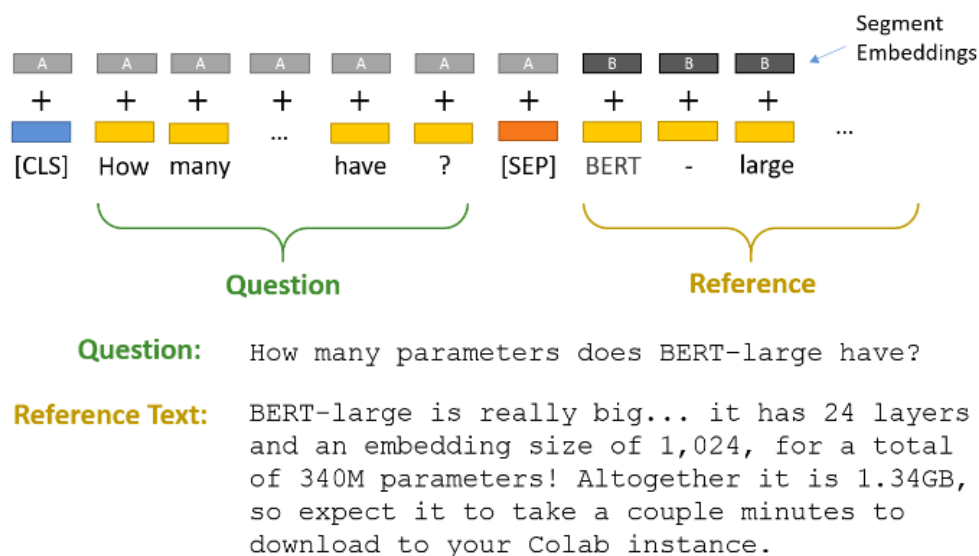 Segment
Embeddings
A A A A A A A B B B
+ + + + + + + + + +
... ...
[CLS] How many have ? [SEP] BERT - large
Question Reference
Question: How many parameters does BERT-large have?
Reference Text: BERT-large is really big... it has 24 layers
and an embedding size of 1,024, for a total
of 340M parameters! Altogether it is 1.34GB,
so expect it to take a couple minutes to
download to your Colab instance.